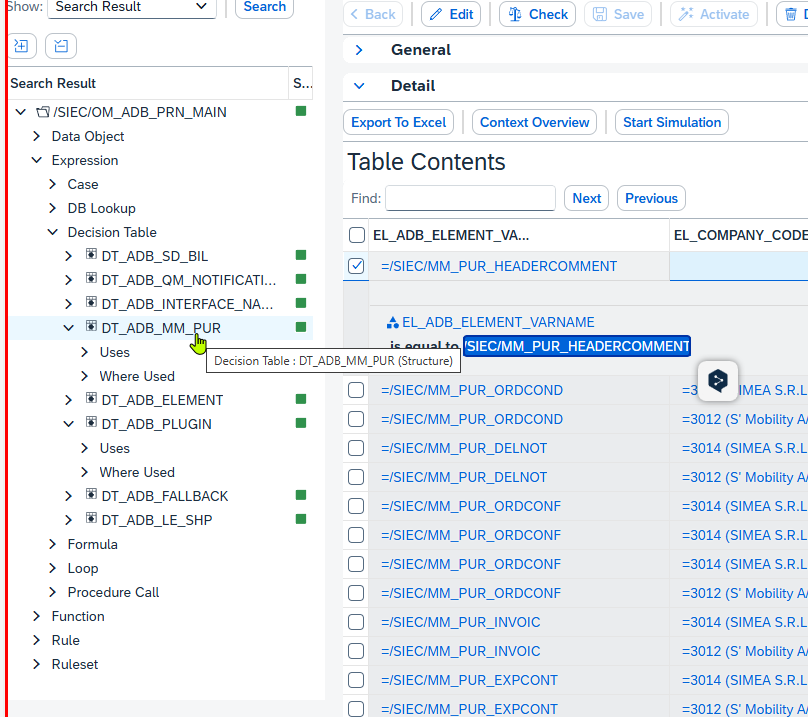 Show: Search Result Search
Search Result S...
/SIEC/OM_ADB_PRN_MAIN
Data Object
Expression
Case
DB Lookup
Decision Table
DT_ADB_SD_BIL
DT_ADB_QM_NOTIFICATI...
DT_ADB_INTERFACE_NA...
DT_ADB_MM_PUR
Uses
Where Used
DT_ADB_ELEMENT
DT_ADB_PLUGIN
Uses
Where Used
DT_ADB_FALLBACK
DT_ADB_LE_SHP
Formula
Loop
Procedure Call
Function
Rule
Ruleset
Decision Table : DT_ADB_MM_PUR (Structure)
Back Edit Check Save Activate D
General
Detail
Export To Excel Context Overview Start Simulation
Table Contents
Find: Next Previous
EL_ADB_ELEMENT_VA... EL_COMPANY_CODE
=/SIEC/MM_PUR_HEADERCOMMENT
EL_ADB_ELEMENT_VARNAME
is equal to /SIEC/MM_PUR_HEADERCOMMENT
=/SIEC/MM_PUR_ORDCOND =3 SIMEA S.R.L
=/SIEC/MM_PUR_ORDCOND =3012 (S' Mobility A/
=/SIEC/MM_PUR_DELNOT =3014 (SIMEA S.R.L
=/SIEC/MM_PUR_DELNOT =3012 (S' Mobility A/
=/SIEC/MM_PUR_ORDCONF =3014 (SIMEA S.R.L
=/SIEC/MM_PUR_ORDCONF =3014 (SIMEA S.R.L
=/SIEC/MM_PUR_ORDCONF =3014 (SIMEA S.R.L
=/SIEC/MM_PUR_ORDCONF =3012 (S' Mobility A/
=/SIEC/MM_PUR_INVOIC =3014 (SIMEA S.R.L
=/SIEC/MM_PUR_INVOIC =3012 (S' Mobility A/
=/SIEC/MM_PUR_EXPCONT =3014 (SIMEA S.R.L
=/SIEC/MM_PUR_EXPCONT =3012 (S' Mobility A/